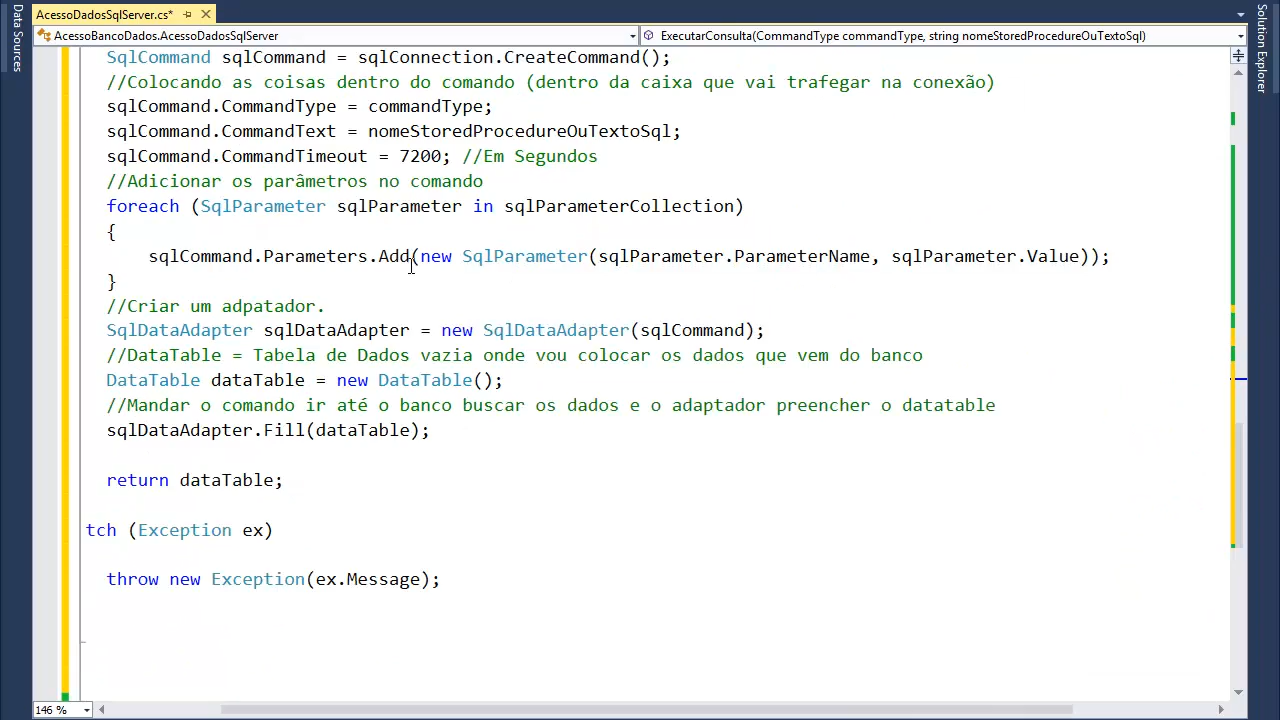 Data Sources
AcessoDadosSqlServer.cs*
Solution Explorer
AcessoBancoDados.AcessoDadosSqlServer
ExecutarConsulta(CommandType commandType, string nomeStoredProcedureOuTextoSql)
SqlCommand sqlCommand = sqlConnection.CreateCommand();
//Colocando as coisas dentro do comando (dentro da caixa que vai trafegar na conexão)
sqlCommand.CommandType = commandType;
sqlCommand.CommandText = nomeStoredProcedureOuTextoSql;
sqlCommand.CommandTimeout = 7200; //Em Segundos
//Adicionar os parâmetros no comando
foreach (SqlParameter sqlParameter in sqlParameterCollection)
{
sqlCommand.Parameters.Add(new SqlParameter(sqlParameter.ParameterName, sqlParameter.Value));
}
//Criar um adpatador.
SqlDataAdapter sqlDataAdapter = new SqlDataAdapter(sqlCommand);
//DataTable = Tabela de Dados vazia onde vou colocar os dados que vem do banco
DataTable dataTable = new DataTable();
//Mandar o comando ir até o banco buscar os dados e o adaptador preencher o datatable
sqlDataAdapter.Fill(dataTable);
return dataTable;
tch (Exception ex)
throw new Exception(ex.Message);
146 %